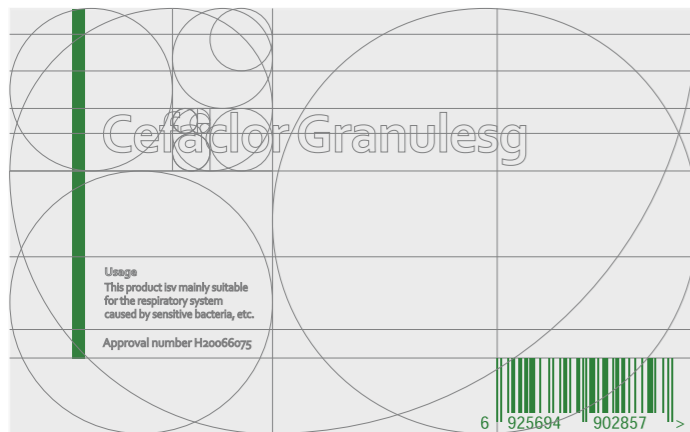 Cefaclor Granulesg
Usage
This product isv mainly suitable
for the respiratory system
caused by sensitive bacteria, etc.
Approval number H20066075
6 925694 902857 >